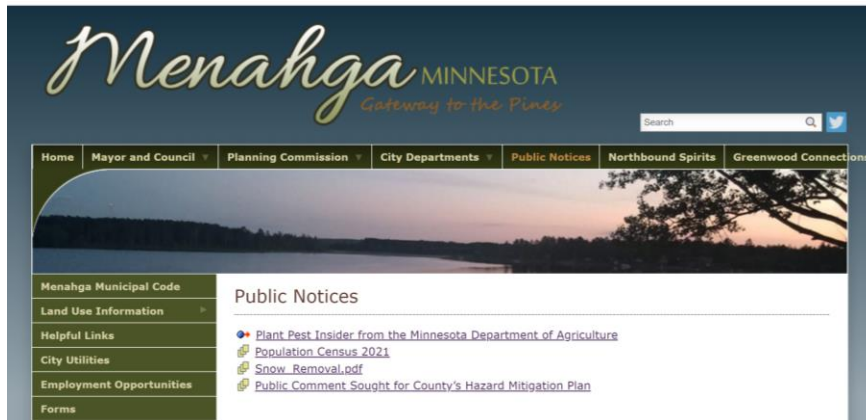 Menahga MINNESOTA
Gateway to the Pines
Search
Home Mayor and Council Planning Commission City Departments Public Notices Northbound Spirits Greenwood Connections
Menahga Municipal Code
Land Use Information
Helpful Links
City Utilities
Employment Opportunities
Forms
Public Notices
Plant Pest Insider from the Minnesota Department of Agriculture
Population Census 2021
Snow Removal.pdf
Public Comment Sought for County's Hazard Mitigation Plan